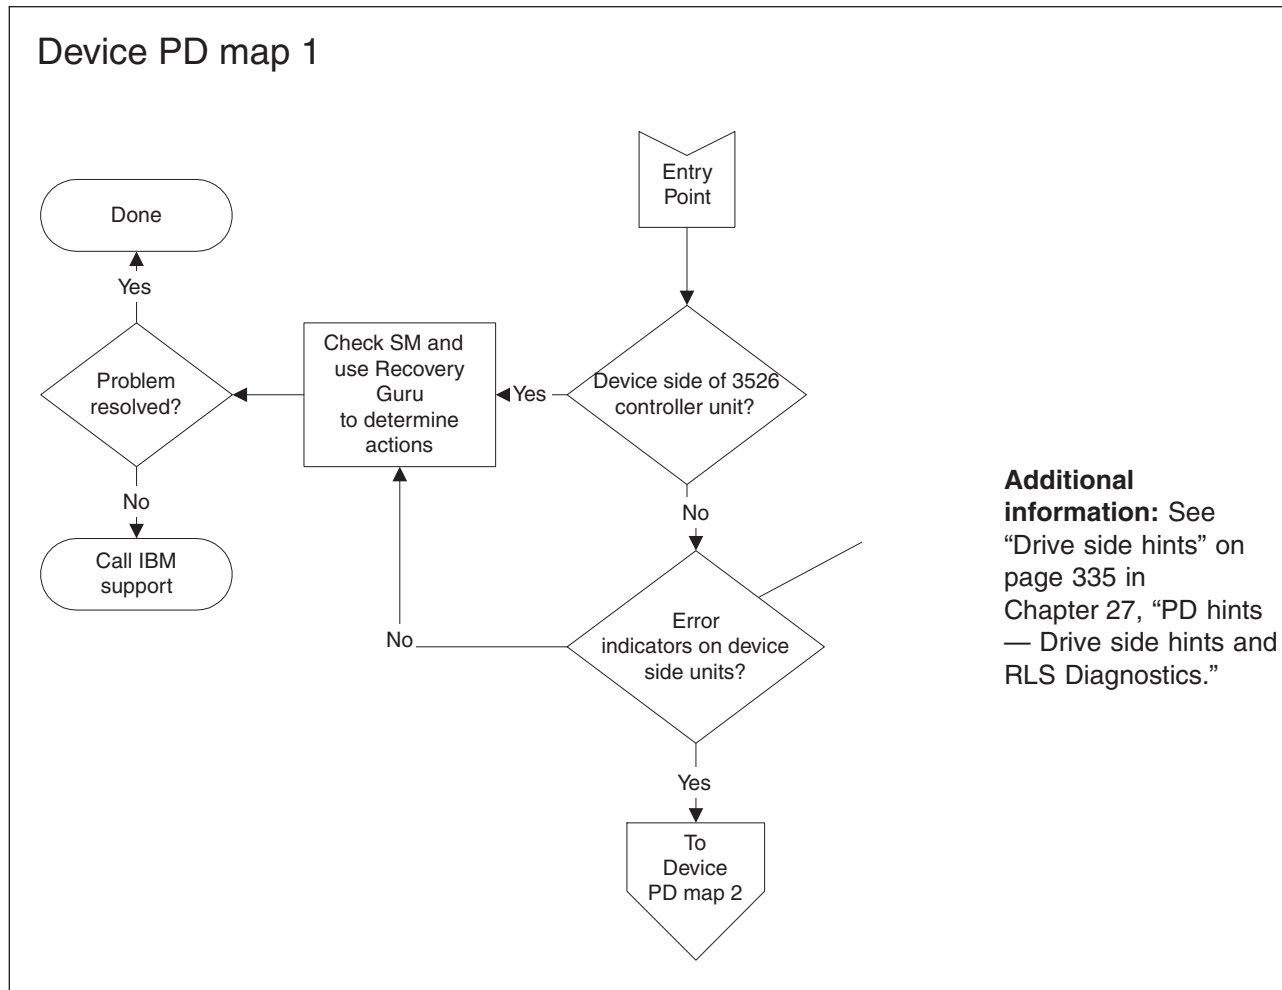 Device PD map 1
Entry
Point
Done
Yes
Problem
resolved?
No
Call IBM
support
Check SM and
use Recovery
Guru
to determine
actions
Yes
Device side of 3526
controller unit?
No
Error
indicators on device
side units?
No
Yes
To
Device
PD map 2
Additional
information: See
“Drive side hints” on
page 335 in
Chapter 27, “PD hints
— Drive side hints and
RLS Diagnostics.”